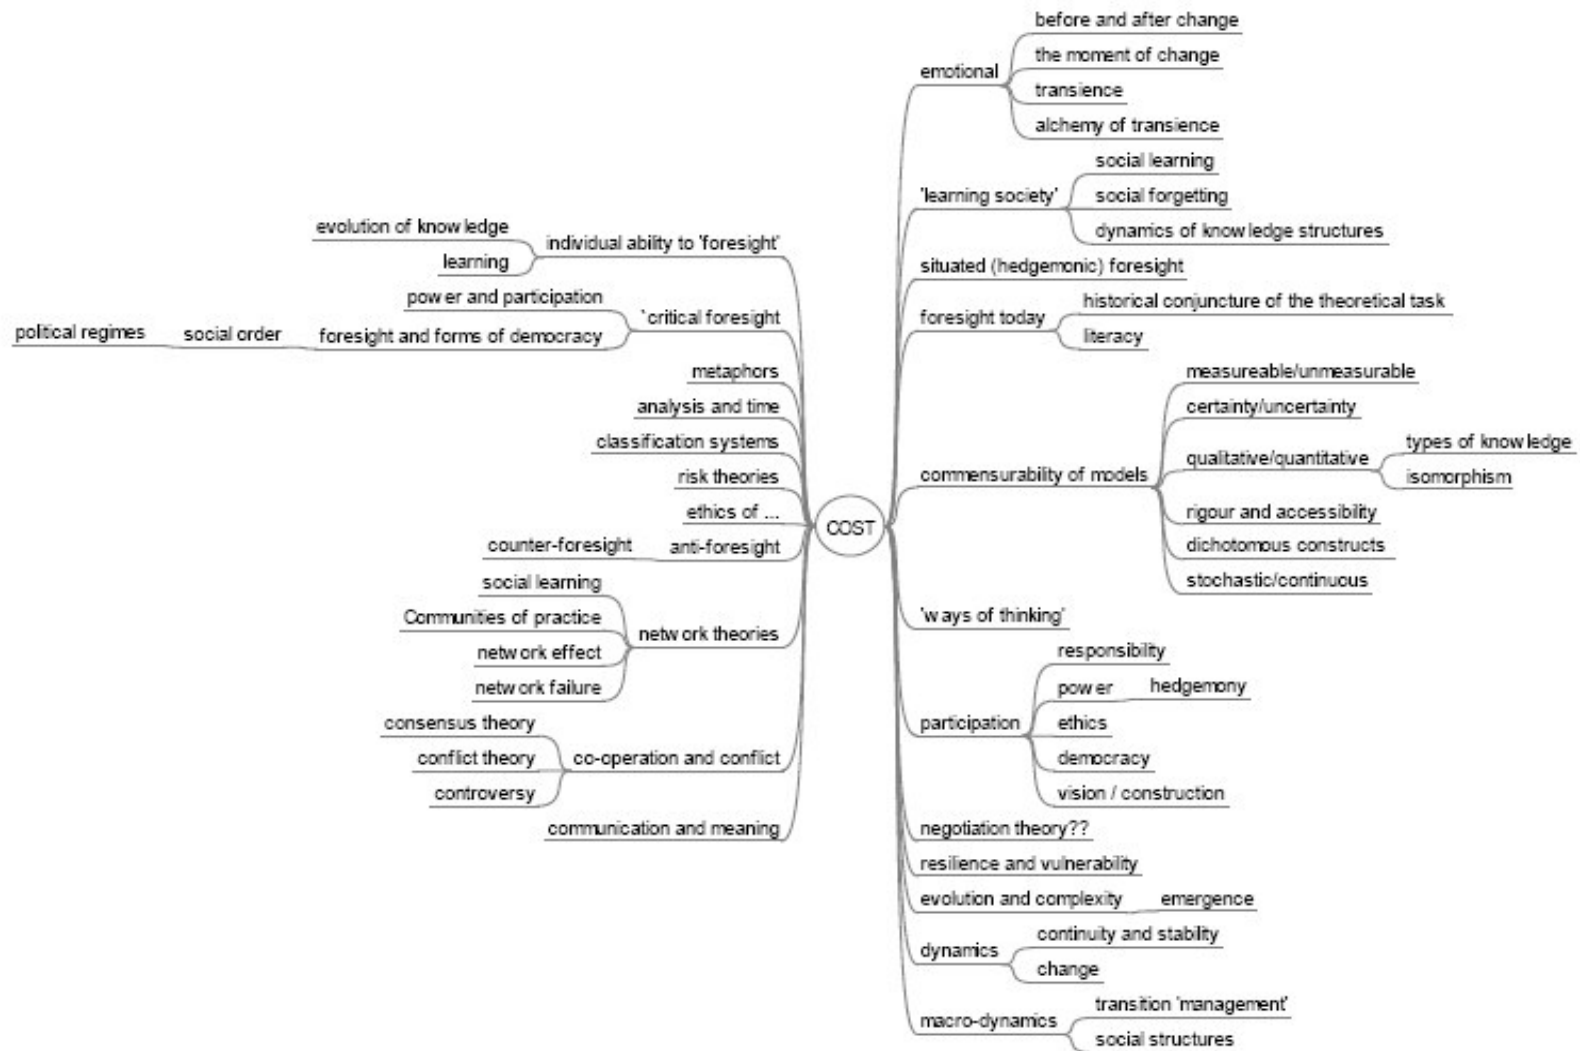 before and after change
the moment of change
emotional
transience
alchemy of transience
social learning
'learning society'
social forgetting
dynamics of knowledge structures
situated (hedgemonic) foresight
historical conjuncture of the theoretical task
foresight today
literacy
measureable/unmeasurable
certainty/uncertainty
types of knowledge
qualitative/quantitative
isomorphism
commensurability of models
rigour and accessibility
dichotomous constructs
stochastic/continuous
'ways of thinking'
responsibility
power
hedgemony
participation
ethics
democracy
vision / construction
negotiation theory??
resilience and vulnerability
evolution and complexity
emergence
continuity and stability
dynamics
change
transition 'management'
macro-dynamics
social structures
COST
evolution of knowledge
individual ability to 'foresight'
learning
power and participation
`critical foresight
political regimes
social order
foresight and forms of democracy
metaphors
analysis and time
classification systems
risk theories
ethics of ...
counter-foresight
anti-foresight
social learning
Communities of practice
network theories
network effect
network failure
consensus theory
conflict theory
co-operation and conflict
controversy
communication and meaning